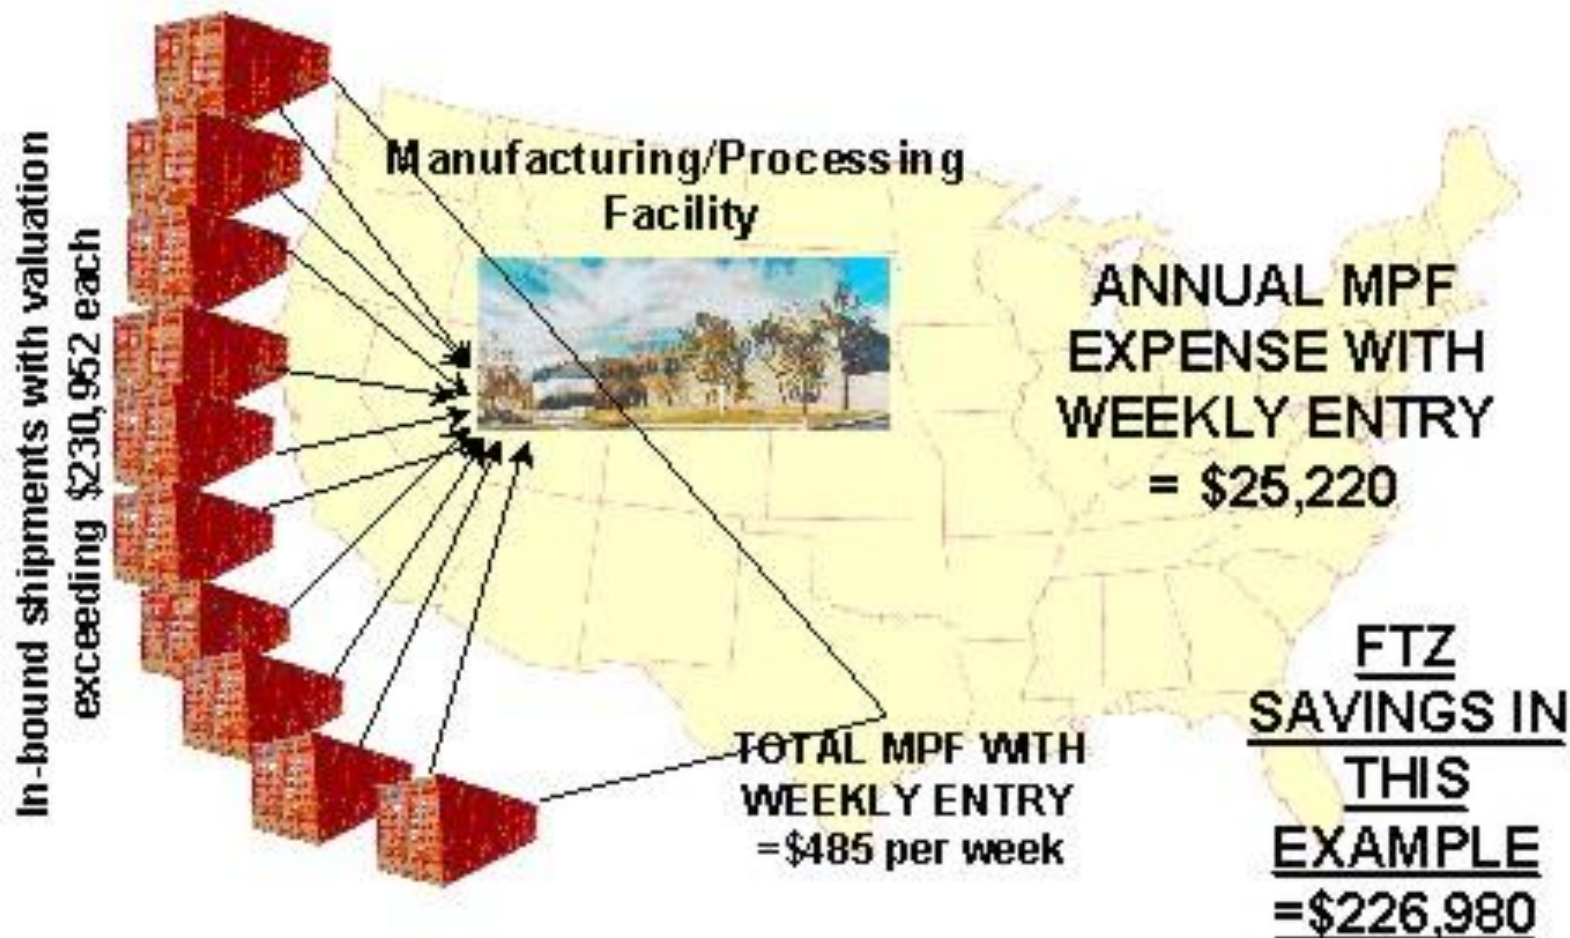 In-bound shipments with valuation
exceeding $230,952 each
Manufacturing/Processing
Facility
ANNUAL MPF
EXPENSE WITH
WEEKLY ENTRY
= $25,220
TOTAL MPF WITH
WEEKLY ENTRY
=$485 per week
FTZ
SAVINGS IN
THIS
EXAMPLE
=$226,980